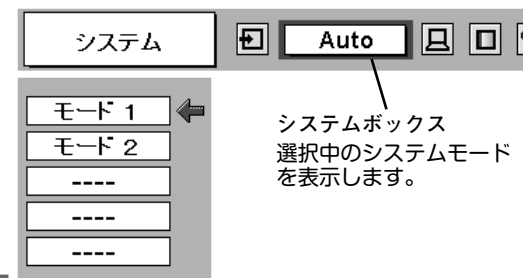 システム
Auto
モード 1
モード 2
----
----
----
システムボックス
選択中のシステムモード
を表示します。